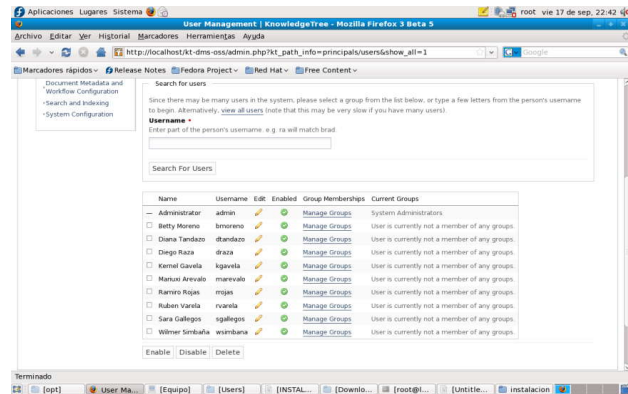 Aplicaciones Lugares Sistema root vie 17 de sep, 22:42
User Management | KnowledgeTree - Mozilla Firefox 3 Beta 5
Archivo Editar Ver Historial Marcadores Herramientas Ayuda
http://localhost/kt-dms-oss/admin.php?kt_path_info=principals/users&show_all=1 Google
Marcadores rápidos Release Notes Fedora Project Red Hat Free Content
Document Metadata and
Workflow Configuration
Search and Indexing
System Configuration
Search for users
Since there may be many users in the system, please select a group from the list below, or type a few letters from the person's username
to begin. Alternatively, view all users (note that this may be very slow if you have many users).
Username •
Enter part of the person's username. e.g. ra will match brad.
Search For Users
Name Username Edit Enabled Group Memberships Current Groups
— Administrator admin Manage Groups System Administrators
Betty Moreno bmoreno Manage Groups User is currently not a member of any groups.
Diana Tandazo dtandazo Manage Groups User is currently not a member of any groups.
Diego Raza draza Manage Groups User is currently not a member of any groups.
Kemel Gavela kgavela Manage Groups User is currently not a member of any groups.
Mariuxi Arevalo marevalo Manage Groups User is currently not a member of any groups.
Ramiro Rojas rrojas Manage Groups User is currently not a member of any groups.
Ruben Varela rvarela Manage Groups User is currently not a member of any groups.
Sara Gallegos sgallegos Manage Groups User is currently not a member of any groups.
Wilmer Simbaña wsimbana Manage Groups User is currently not a member of any groups.
Enable Disable Delete
Terminado
[opt] User Ma... [Equipo] [Users] [INSTAL... [Downlo... [root@l... [Untitle... instalacion